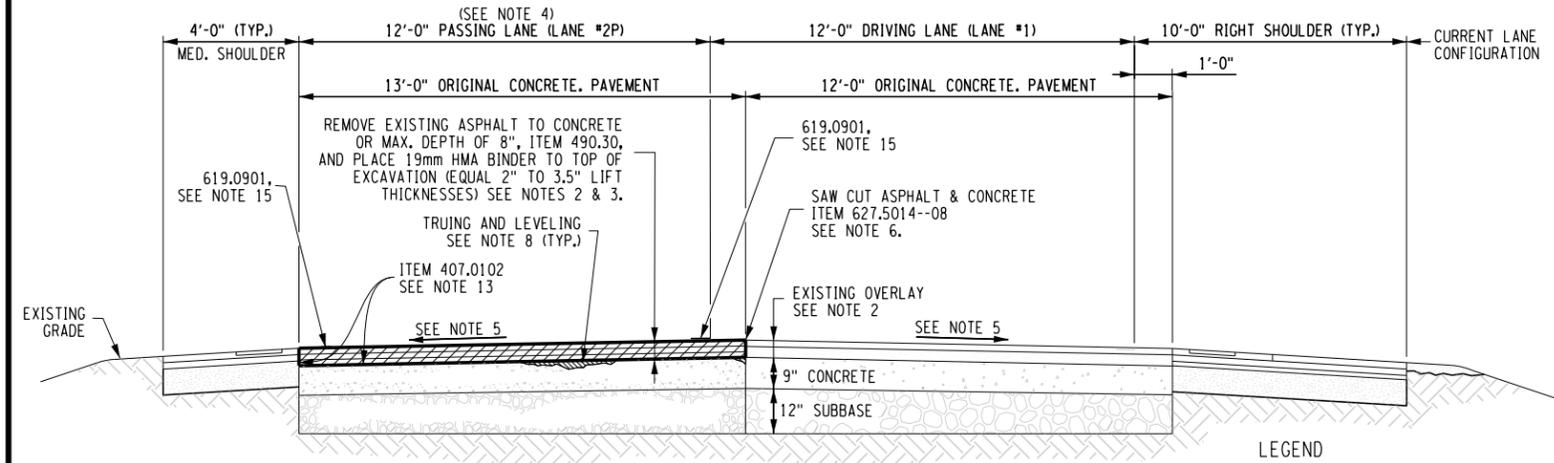 (SEE NOTE 4)
4'-0" (TYP.)
MED. SHOULDER
12'-0" PASSING LANE (LANE #2P)
12'-0" DRIVING LANE (LANE #1)
10'-0" RIGHT SHOULDER (TYP.)
CURRENT LANE
CONFIGURATION
1'-0"
13'-0" ORIGINAL CONCRETE. PAVEMENT
12'-0" ORIGINAL CONCRETE. PAVEMENT
REMOVE EXISTING ASPHALT TO CONCRETE
OR MAX. DEPTH OF 8", ITEM 490.30,
AND PLACE 19mm HMA BINDER TO TOP OF
EXCAVATION (EQUAL 2" TO 3.5" LIFT
THICKNESSES) SEE NOTES 2 & 3.
619.0901,
SEE NOTE 15
619.0901,
SEE NOTE 15
SAW CUT ASPHALT & CONCRETE
ITEM 627.5014--08
SEE NOTE 6.
TRUING AND LEVELING
SEE NOTE 8 (TYP.)
ITEM 407.0102
SEE NOTE 13
EXISTING OVERLAY
SEE NOTE 2
EXISTING
GRADE
SEE NOTE 5
SEE NOTE 5
9" CONCRETE
12" SUBBASE
LEGEND